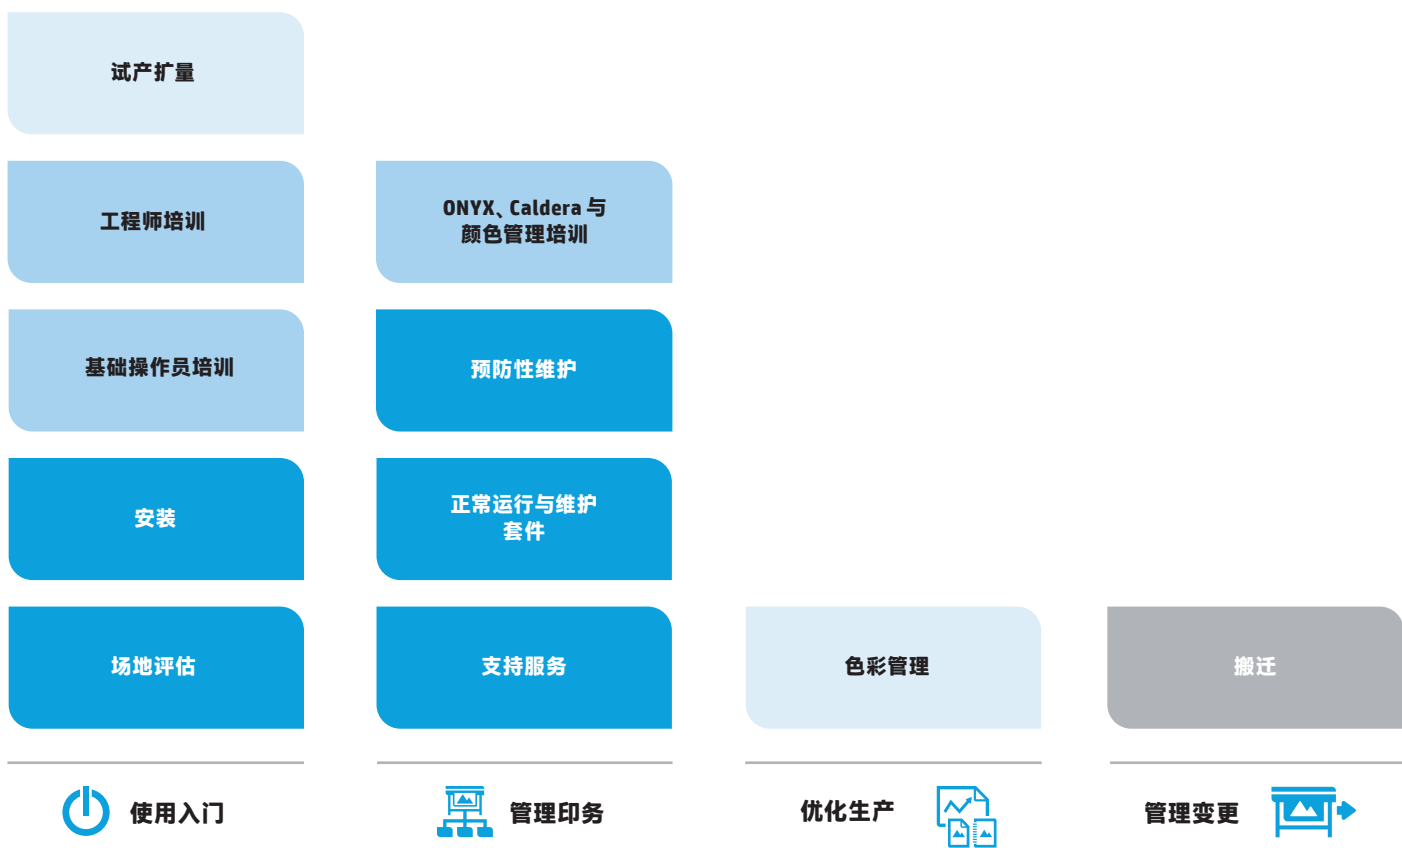 试产扩量
工程师培训
ONYX、Caldera 与
颜色管理培训
基础操作员培训
预防性维护
安装
正常运行与维护
套件
场地评估
支持服务
色彩管理
搬迁
使用入门
管理印务
优化生产
管理变更